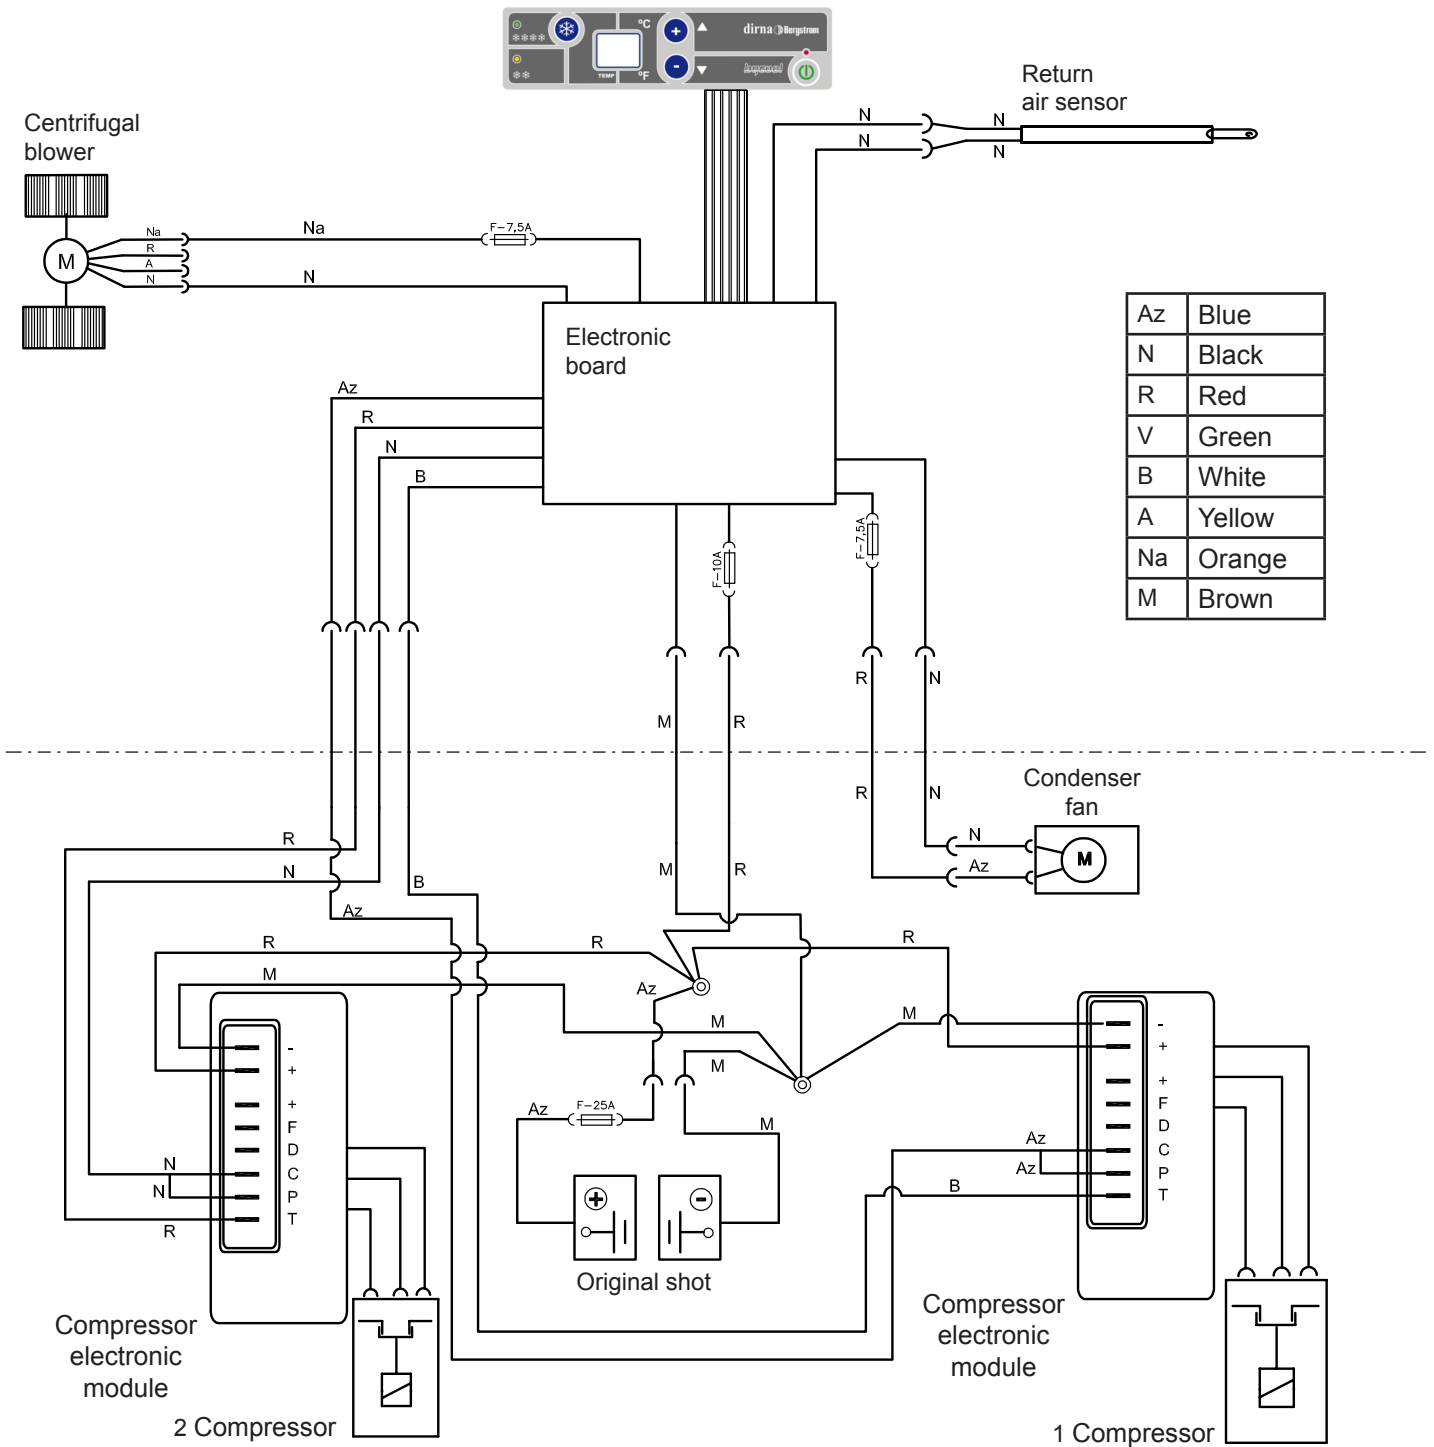 °C
dirna Bergstrom
+
❄❄❄❄
❄❄
TEMP
°F
-
bycool
Return
air sensor
N
N
N
N
Centrifugal
blower
M
Na
R
A
N
Na
F-7,5A
N
Electronic
board
Az Blue
N Black
R Red
V Green
B White
A Yellow
Na Orange
M Brown
Az
R
N
B
F-10A
F-7,5A
R
N
M
R
R
N
Condenser
fan
N
Az
M
R
N
B
Az
M
R
R
R
R
M
Az
M
M
M
Az
F-25A
M
-
+
+
F
D
C
P
T
N
N
R
-
+
+
F
D
C
P
T
Az
Az
B
+
-
Original shot
Compressor
electronic
module
2 Compressor
Compressor
electronic
module
1 Compressor